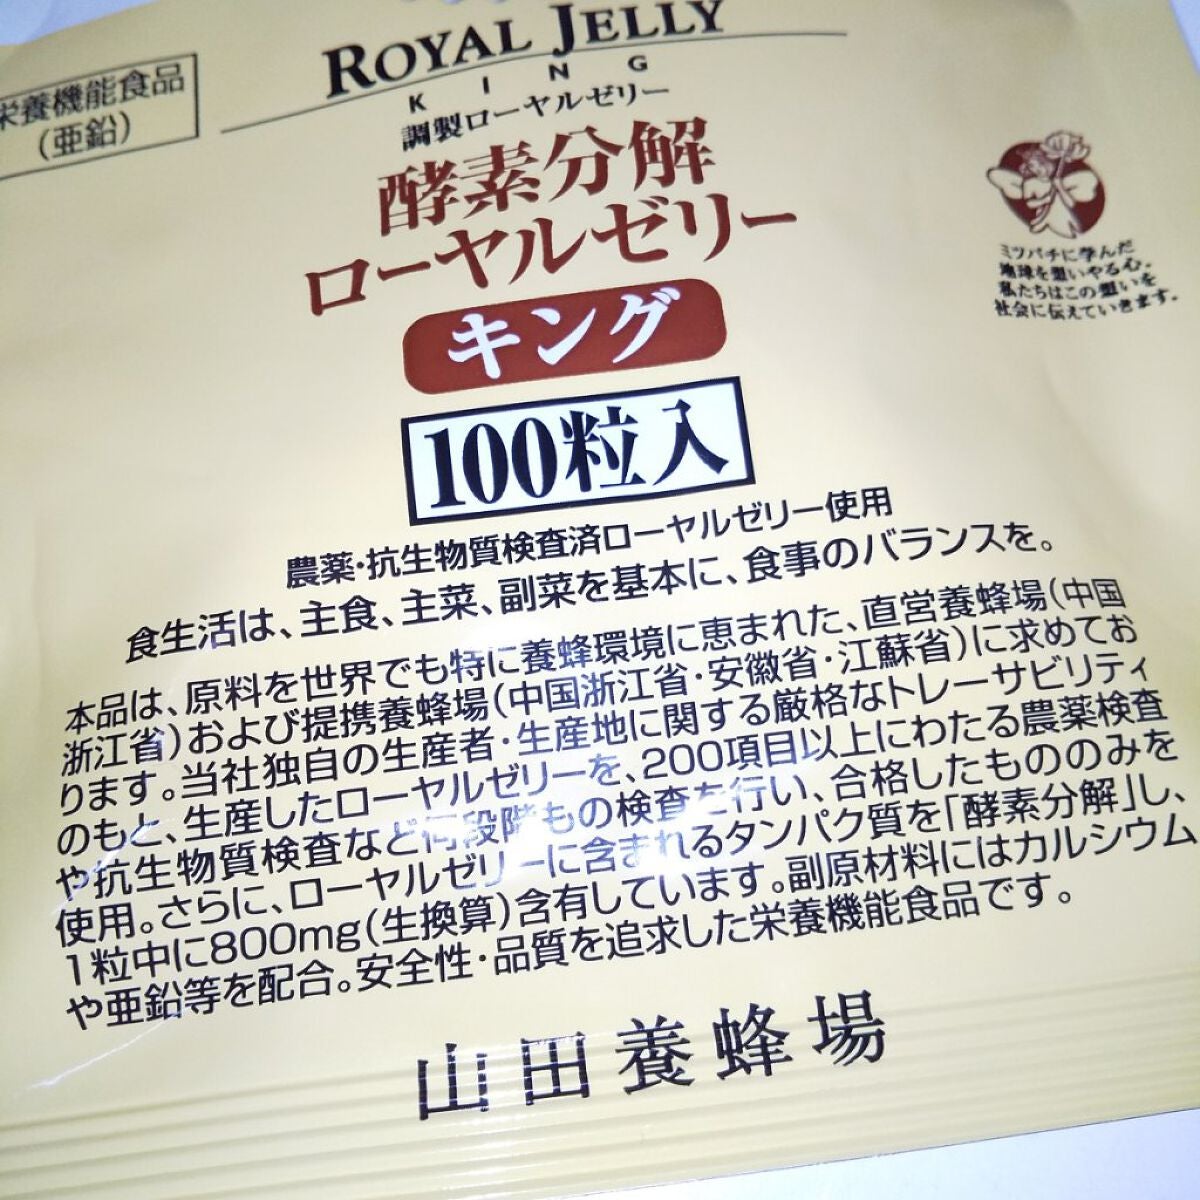 ROYAL JELLY
KING
栄養機能食品
(亜鉛)
調製ローヤルゼリー
酵素分解
ローヤルゼリー
キング
100粒入
ミツバチに学んだ
地球を思いやる心。
私たちはこの想いを
社会に伝えていきます。
農薬・抗生物質検査済ローヤルゼリー使用
食生活は、主食、主菜、副菜を基本に、食事のバランスを。
本品は、原料を世界でも特に養蜂環境に恵まれた、直営養蜂場(中国
浙江省)および提携養蜂場(中国浙江省・安徽省・江蘇省)に求めてお
ります。当社独自の生産者・生産地に関する厳格なトレーサビリティ
のもと、生産したローヤルゼリーを、200項目以上にわたる農薬検査
や抗生物質検査など何段階もの検査を行い、合格したもののみを
使用。さらに、ローヤルゼリーに含まれるタンパク質を「酵素分解」し、
1粒中に800mg(生換算)含有しています。副原材料にはカルシウム
や亜鉛等を配合。安全性・品質を追求した栄養機能食品です。
山田養蜂場